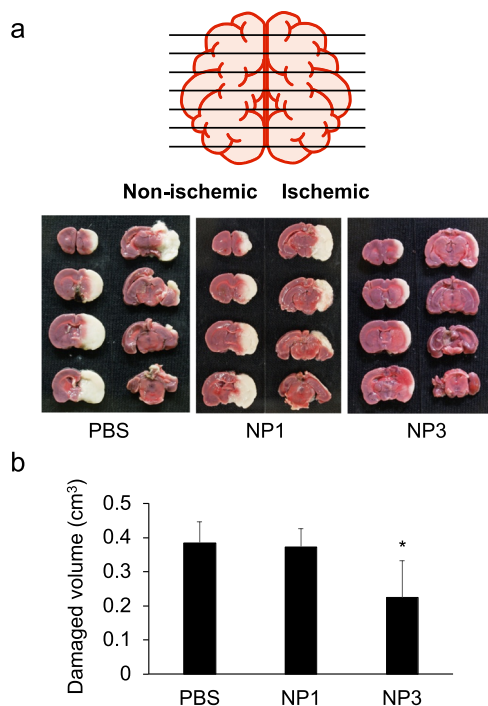 a
Non-ischemic Ischemic
PBS NP1 NP3
b
Damaged volume (cm³)
0.5
0.4
0.3
0.2
0.1
0
*
PBS NP1 NP3